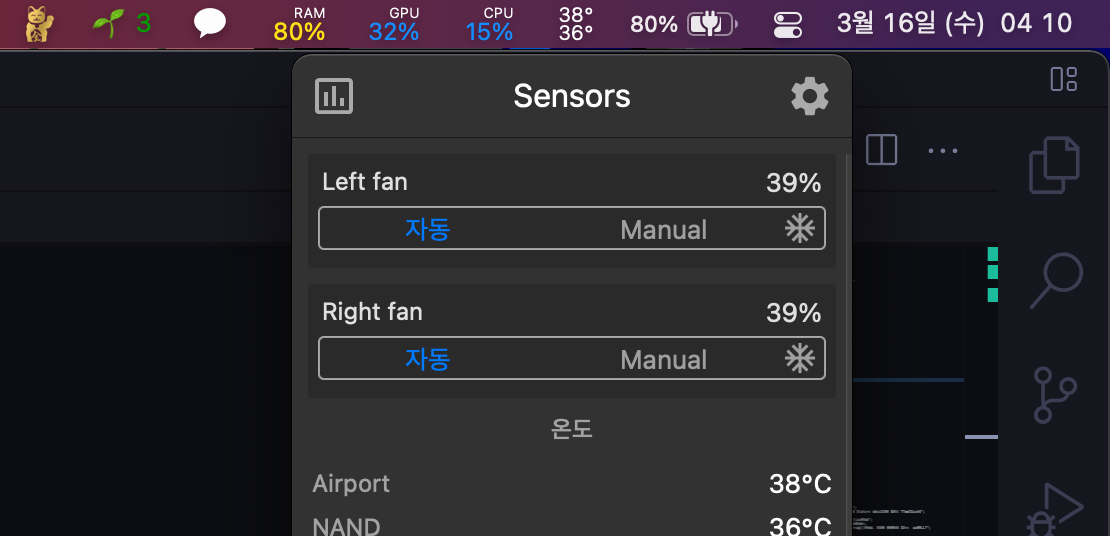 3
RAM
80%
GPU
32%
CPU
15%
38°
36°
80%
3월 16일 (수) 04 10
Sensors
Left fan 39%
자동 Manual
Right fan 39%
자동 Manual
온도
Airport 38°C
NAND 36°C